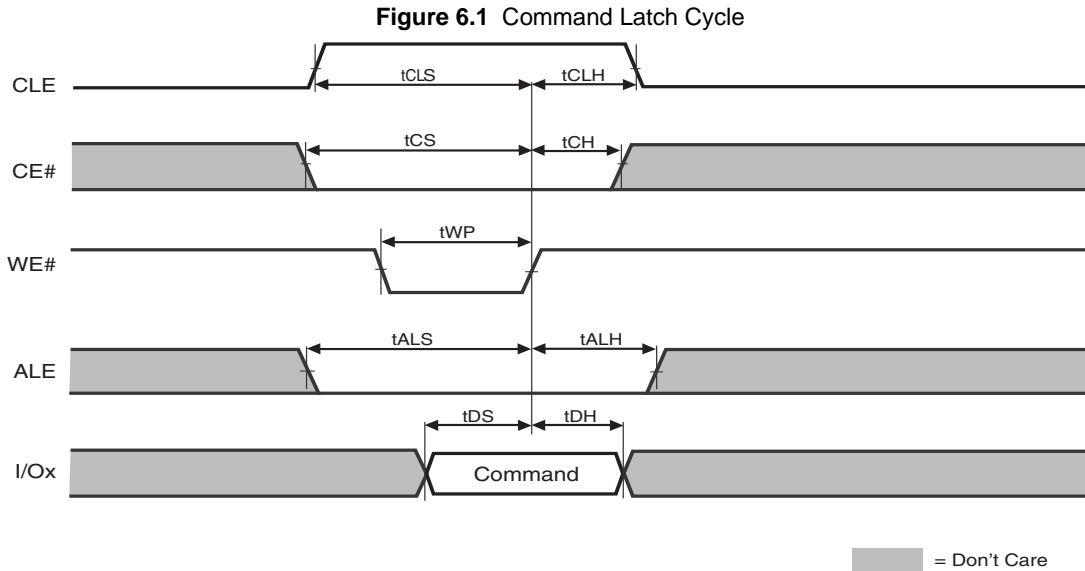 Figure 6.1 Command Latch Cycle
CLE
tCLS
tCLH
CE#
tCS
tCH
WE#
tWP
ALE
tALS
tALH
I/Ox
tDS
tDH
Command
= Don't Care